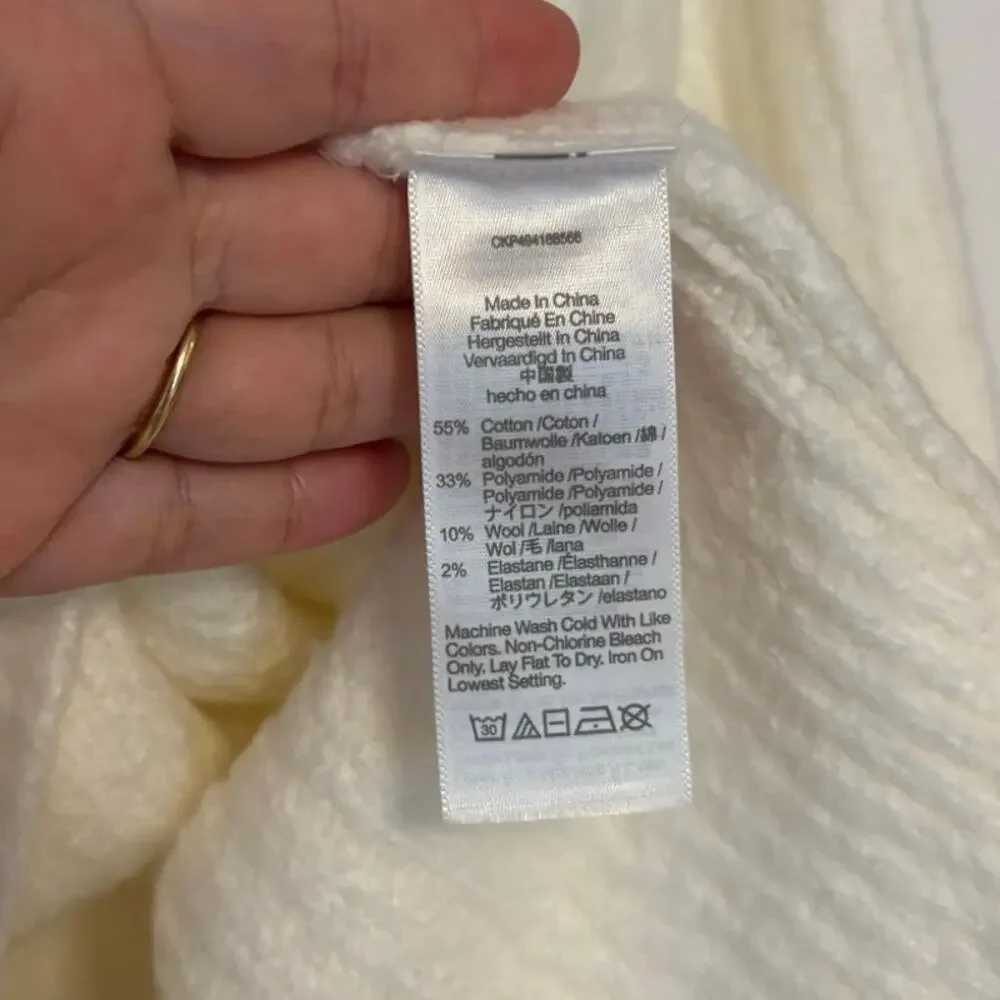 CKP494188566
Made In China
Fabriqué En Chine
Hergestellt in China
Vervaardigd In China
中国製
hecho en china
55% Cotton /Coton /
Baumwolle /Katoen /綿 /
algodón
33% Polyamide /Polyamide /
Polyamide /Polyamide /
ナイロン /poliamida
10% Wool /Laine /Wolle /
Wol /毛 /lana
2% Elastane /Élasthanne /
Elastan /Elastaan /
ポリウレタン /elastano
Machine Wash Cold With Like
Colors. Non-Chlorine Bleach
Only. Lay Flat To Dry. Iron On
Lowest Setting.
30